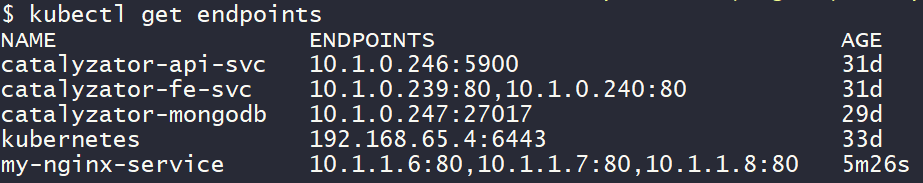 $ kubectl get endpoints
NAME ENDPOINTS AGE
catalyzator-api-svc 10.1.0.246:5900 31d
catalyzator-fe-svc 10.1.0.239:80,10.1.0.240:80 31d
catalyzator-mongodb 10.1.0.247:27017 29d
kubernetes 192.168.65.4:6443 33d
my-nginx-service 10.1.1.6:80,10.1.1.7:80,10.1.1.8:80 5m26s